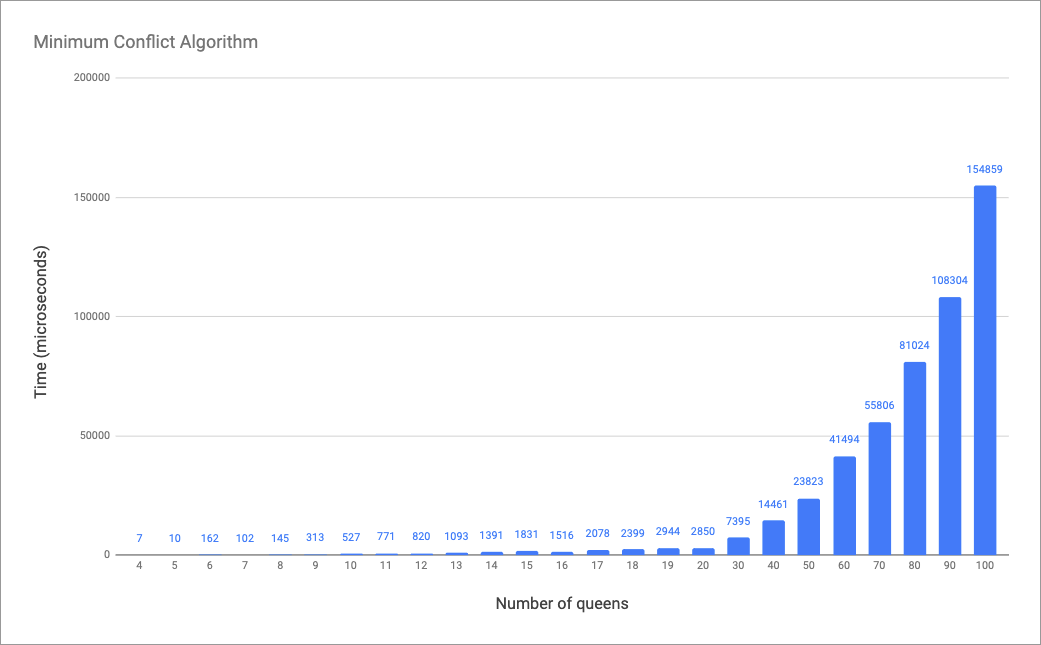 Minimum Conflict Algorithm
200000
150000
100000
50000
0
Time (microseconds)
7 10 162 102 145 313 527 771 820 1093 1391 1831 1516 2078 2399 2944 2850 7395 14461 23823 41494 55806 81024 108304 154859
4 5 6 7 8 9 10 11 12 13 14 15 16 17 18 19 20 30 40 50 60 70 80 90 100
Number of queens